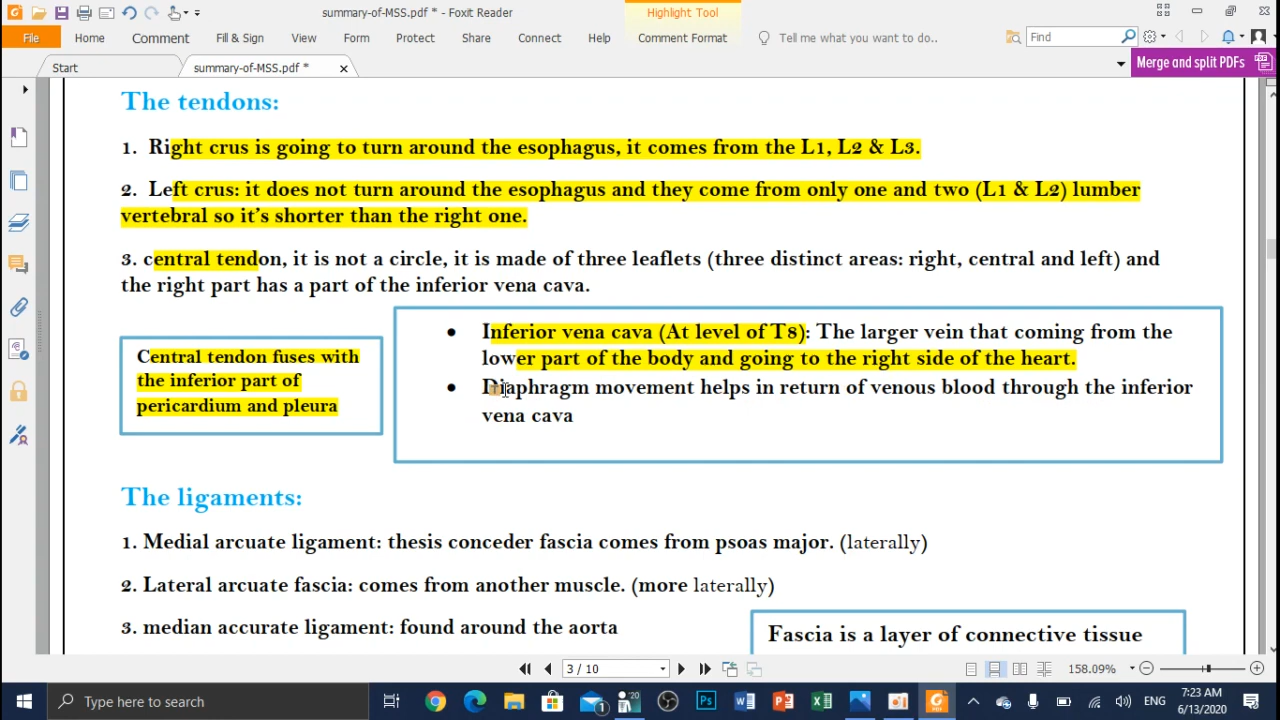 summary-of-MSS.pdf * - Foxit Reader
Highlight Tool
File
Home
Comment
Fill & Sign
View
Form
Protect
Share
Connect
Help
Comment Format
Tell me what you want to do..
Find
Start
summary-of-MSS.pdf *
Merge and split PDFs
The tendons:
1. Right crus is going to turn around the esophagus, it comes from the L1, L2 & L3.
2. Left crus: it does not turn around the esophagus and they come from only one and two (L1 & L2) lumber
vertebral so it's shorter than the right one.
3. central tendon, it is not a circle, it is made of three leaflets (three distinct areas: right, central and left) and
the right part has a part of the inferior vena cava.
Central tendon fuses with
the inferior part of
pericardium and pleura
• Inferior vena cava (At level of T8): The larger vein that coming from the
lower part of the body and going to the right side of the heart.
• Diaphragm movement helps in return of venous blood through the inferior
vena cava
The ligaments:
1. Medial arcuate ligament: thesis conceder fascia comes from psoas major. (laterally)
2. Lateral arcuate fascia: comes from another muscle. (more laterally)
3. median accurate ligament: found around the aorta
Fascia is a layer of connective tissue
3 / 10
158.09%
Type here to search
ENG
7:23 AM
6/13/2020